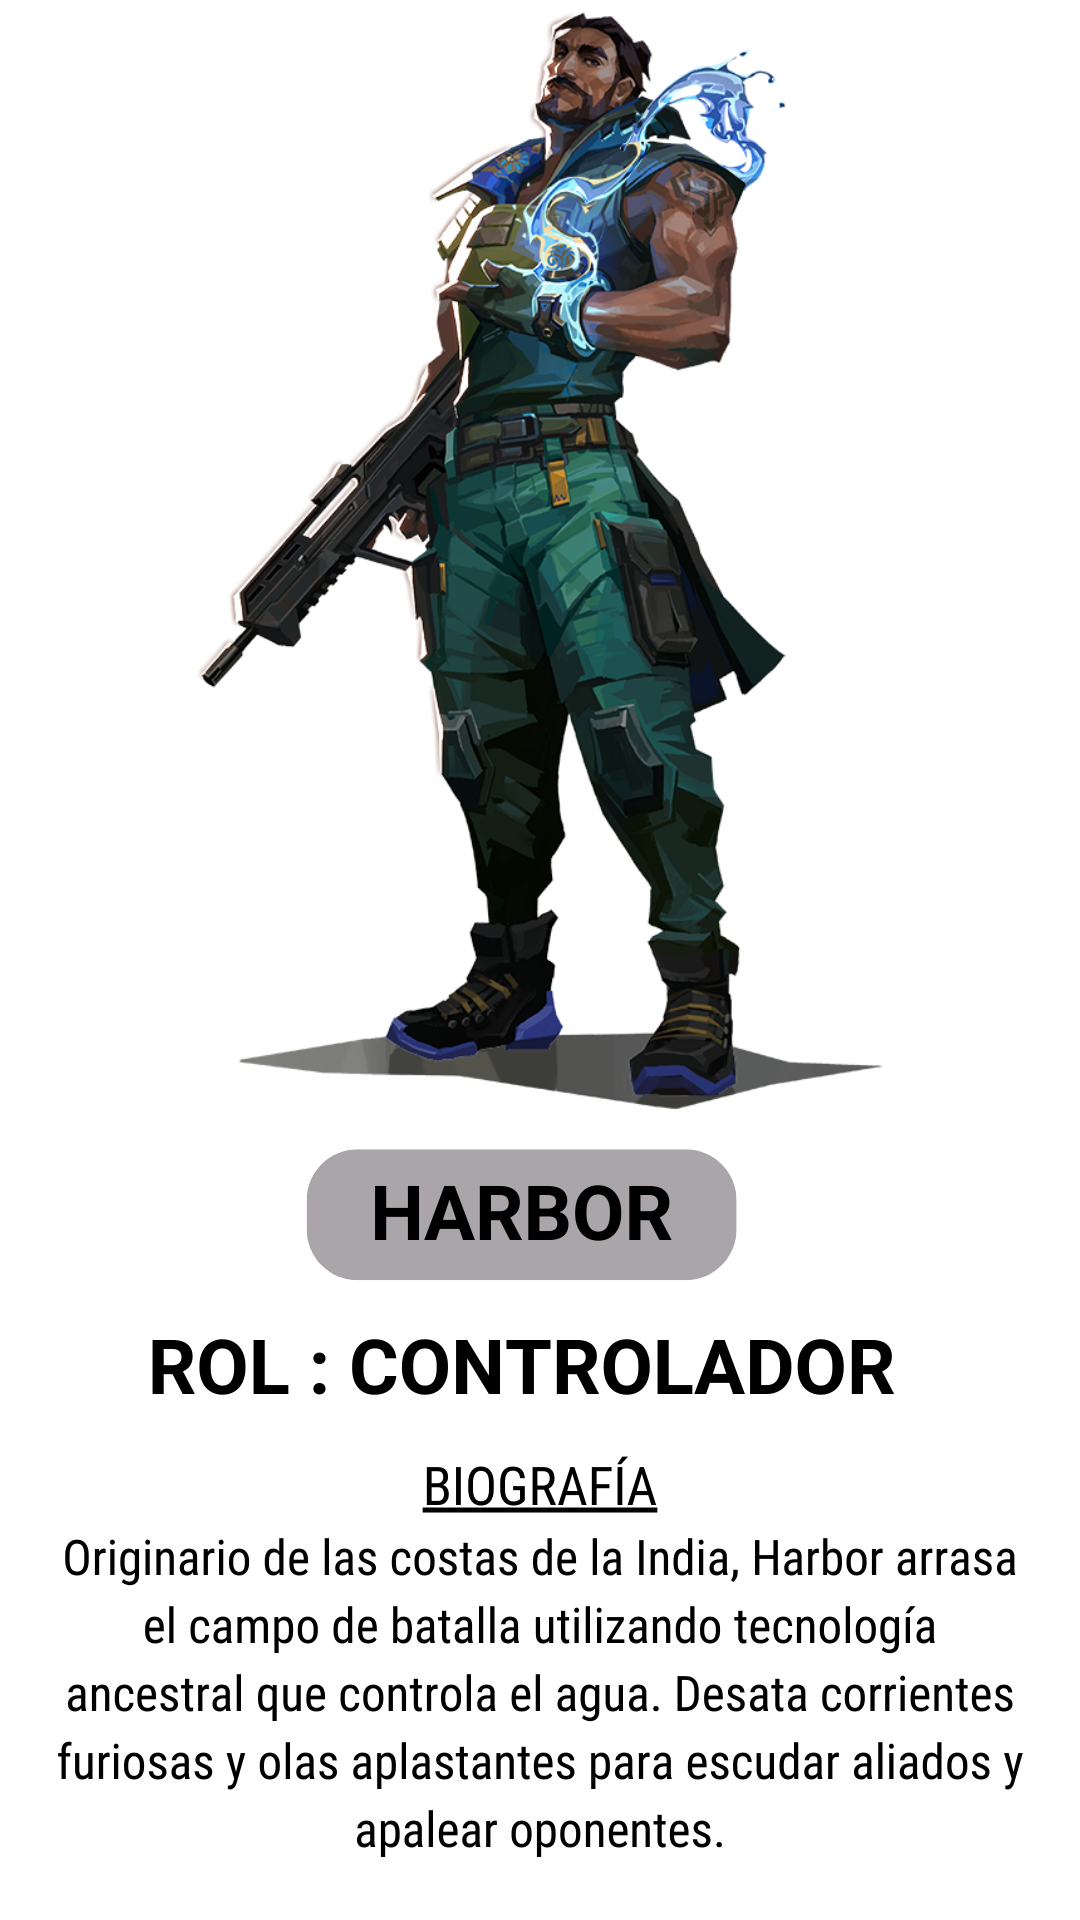 HARBOR
ROL : CONTROLADOR
BIOGRAFÍA
Originario de las costas de la India, Harbor arrasa
el campo de batalla utilizando tecnología
ancestral que controla el agua. Desata corrientes
furiosas y olas aplastantes para escudar aliados y
apalear oponentes.